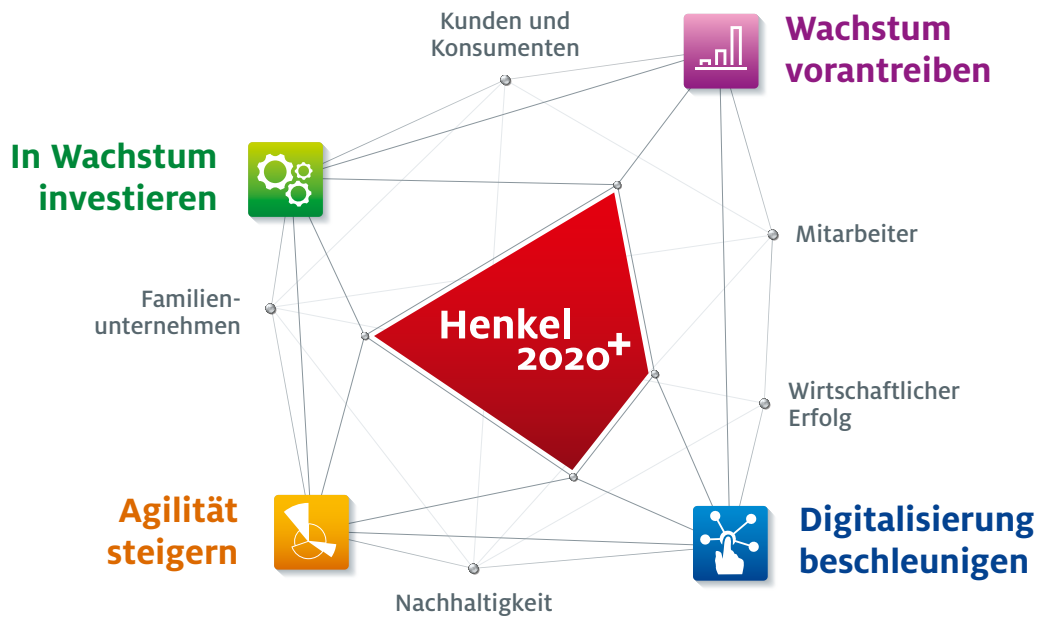 Kunden und
Konsumenten
Wachstum
vorantreiben
In Wachstum
investieren
Mitarbeiter
Familien-
unternehmen
Henkel
2020+
Wirtschaftlicher
Erfolg
Agilität
steigern
Digitalisierung
beschleunigen
Nachhaltigkeit